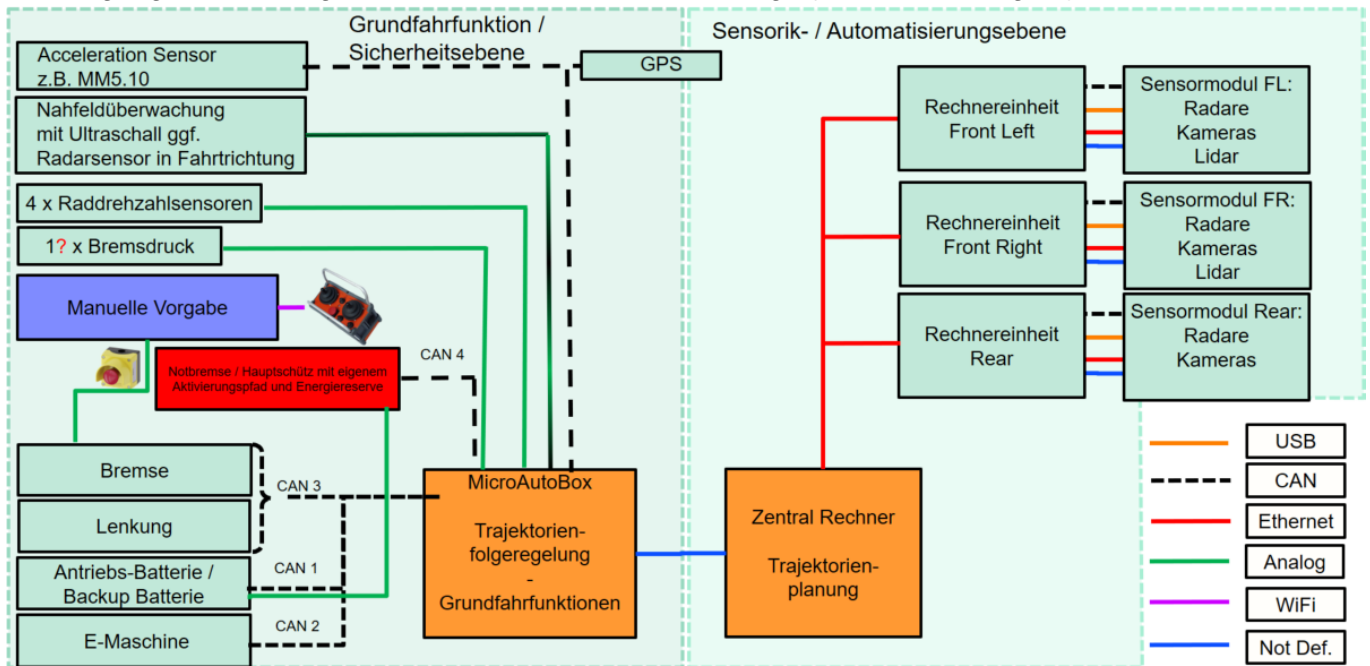 Grundfahrfunktion /
Sicherheitsebene
Acceleration Sensor
z.B. MM5.10
Nahfeldüberwachung
mit Ultraschall ggf.
Radarsensor in Fahrtrichtung
4 x Raddrehzahlsensoren
1? x Bremsdruck
Manuelle Vorgabe
Notbremse / Hauptschütz mit eigenem
Aktivierungspfad und Energiereserve
CAN 4
Bremse
Lenkung
CAN 3
Antriebs-Batterie /
Backup Batterie
CAN 1
E-Maschine
CAN 2
MicroAutoBox
Trajektorien-
folgeregelung
-
Grundfahrfunktionen
GPS
Sensorik- / Automatisierungsebene
Rechnereinheit
Front Left
Sensormodul FL:
Radare
Kameras
Lidar
Rechnereinheit
Front Right
Sensormodul FR:
Radare
Kameras
Lidar
Rechnereinheit
Rear
Sensormodul Rear:
Radare
Kameras
Zentral Rechner
Trajektorien-
planung
USB
CAN
Ethernet
Analog
WiFi
Not Def.